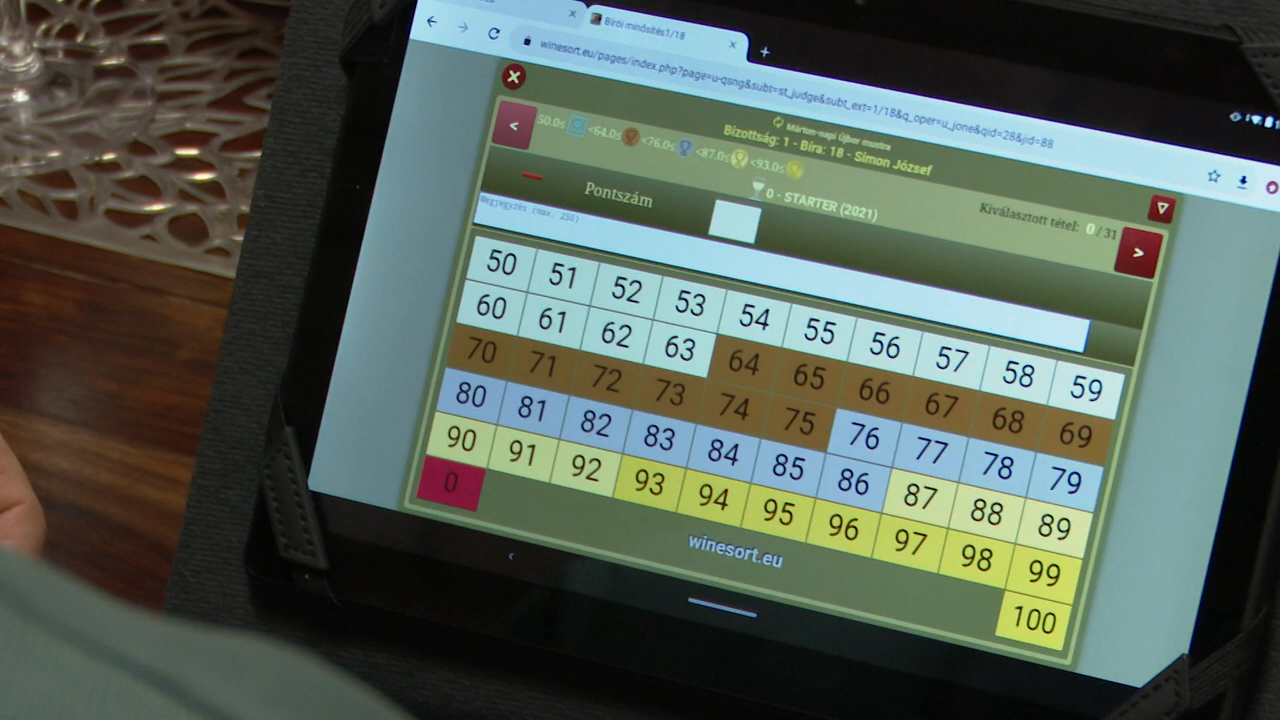 Bírói minősítés1/18
winesort.eu/pages/index.php?page=u-qsng&subt=st_judge&subt_ext=1/18&q_oper=u_jone&qid=28&jid=88
Márton-napi Újbor mustra
Bizottság: 1 - Bíra: 18 - Simon József
< 50.0s <64.0s <76.0s <87.0s <93.0s
0 - STARTER (2021)
Kiválasztott tétel: 0 / 31
>
Pontszám
Megjegyzés (max. 250)
50 51 52 53 54 55 56 57 58 59
60 61 62 63 64 65 66 67 68 69
70 71 72 73 74 75 76 77 78 79
80 81 82 83 84 85 86 87 88 89
90 91 92 93 94 95 96 97 98 99
0 100
winesort.eu